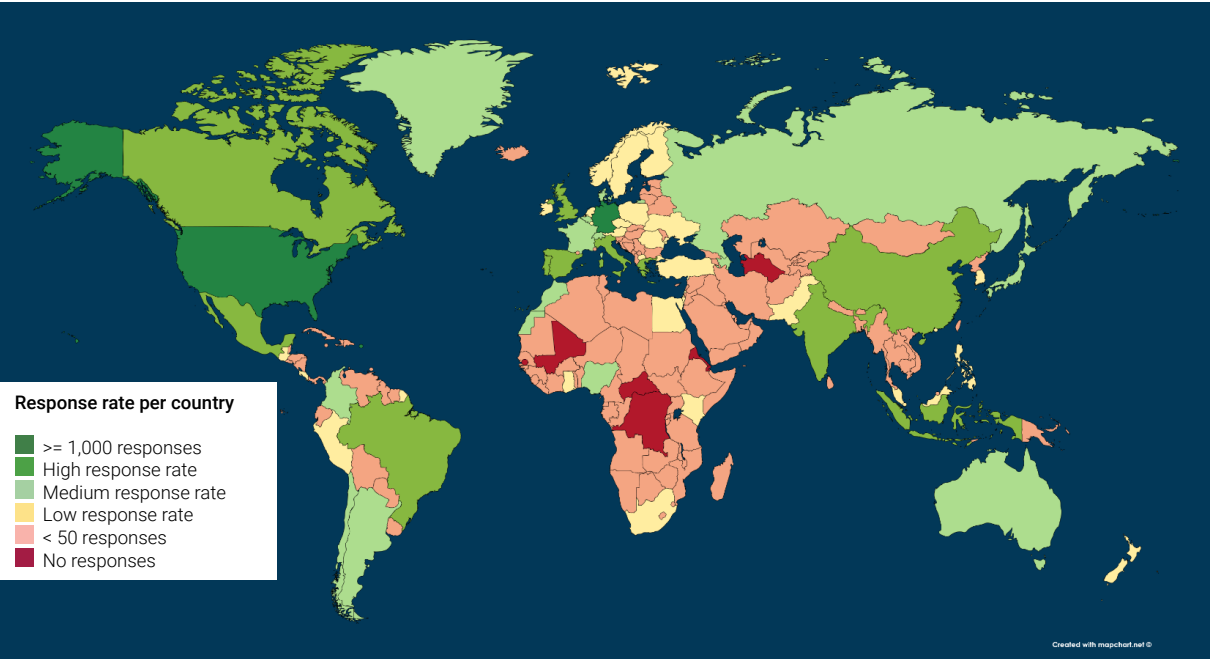 Response rate per country
>= 1,000 responses
High response rate
Medium response rate
Low response rate
< 50 responses
No responses
Created with mapchart.net ©